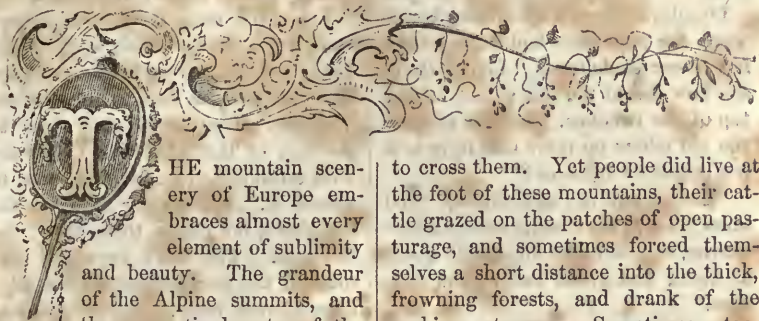 THE mountain scen-
ery of Europe em-
braces almost every
element of sublimity
and beauty. The grandeur
of the Alpine summits, and
to cross them. Yet people did live at
the foot of these mountains, their cat-
tle grazed on the patches of open pas-
turage, and sometimes forced them-
selves a short distance into the thick,
frowning forests, and drank of the